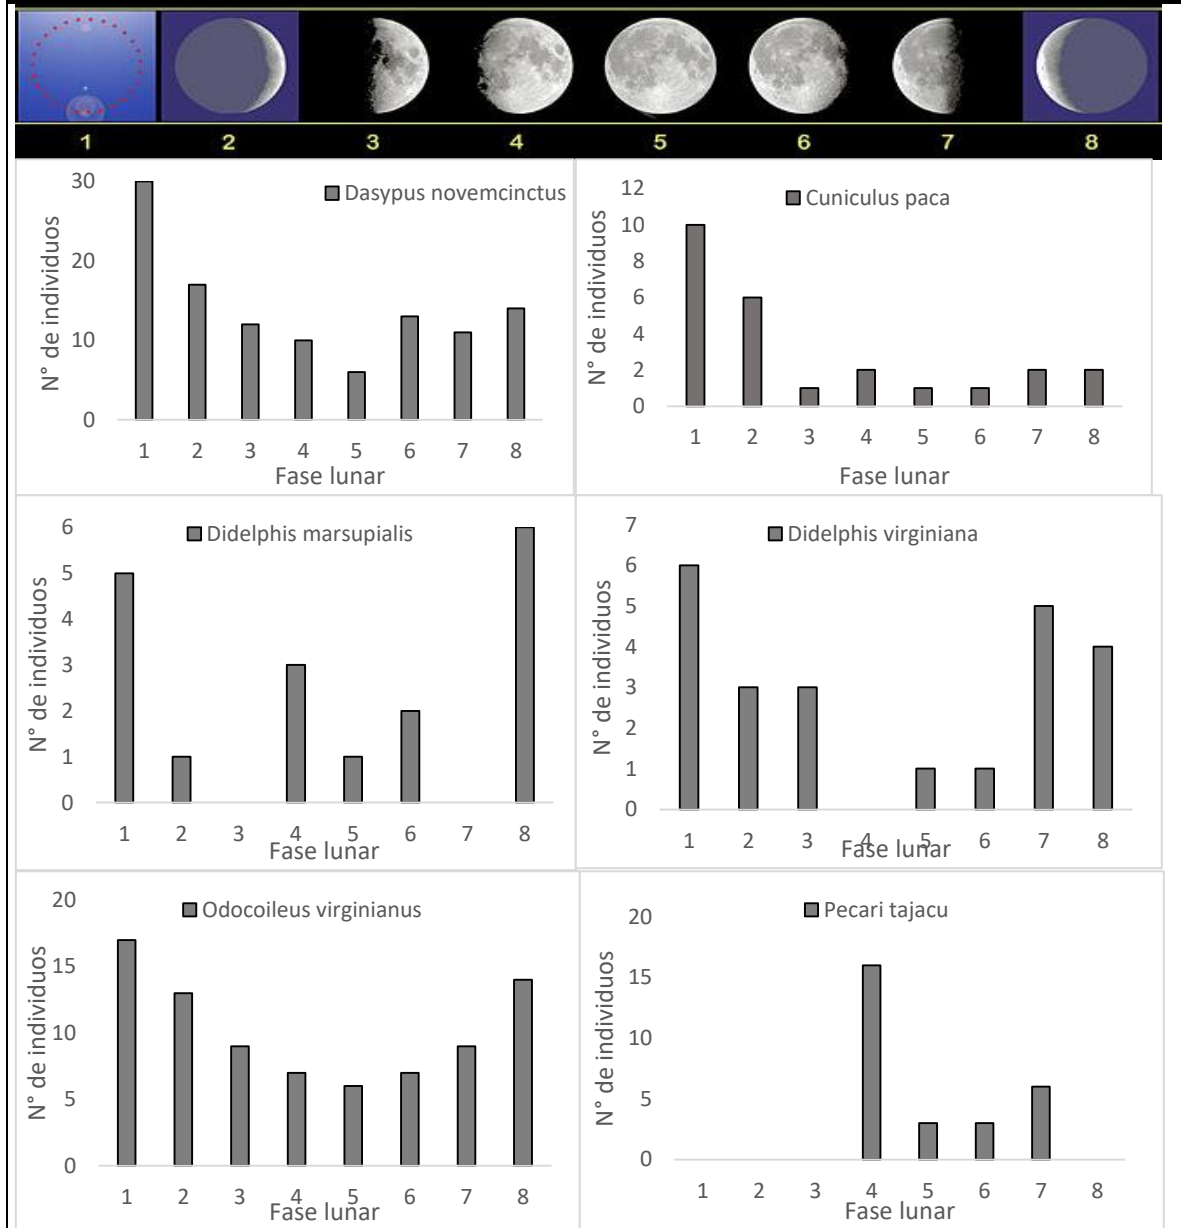 1 2 3 4 5 6 7 8
Dasypus novemcinctus
N° de individuos
30
20
10
0
1 2 3 4 5 6 7 8
Fase lunar
Cuniculus paca
N° de individuos
12
10
8
6
4
2
0
1 2 3 4 5 6 7 8
Fase lunar
Didelphis marsupialis
N° de individuos
6
5
4
3
2
1
0
1 2 3 4 5 6 7 8
Fase lunar
Didelphis virginiana
N° de individuos
7
6
5
4
3
2
1
0
1 2 3 4 5 6 7 8
Fase lunar
Odocoileus virginianus
N° de individuos
20
15
10
5
0
1 2 3 4 5 6 7 8
Fase lunar
Pecari tajacu
N° de individuos
20
15
10
5
0
1 2 3 4 5 6 7 8
Fase lunar